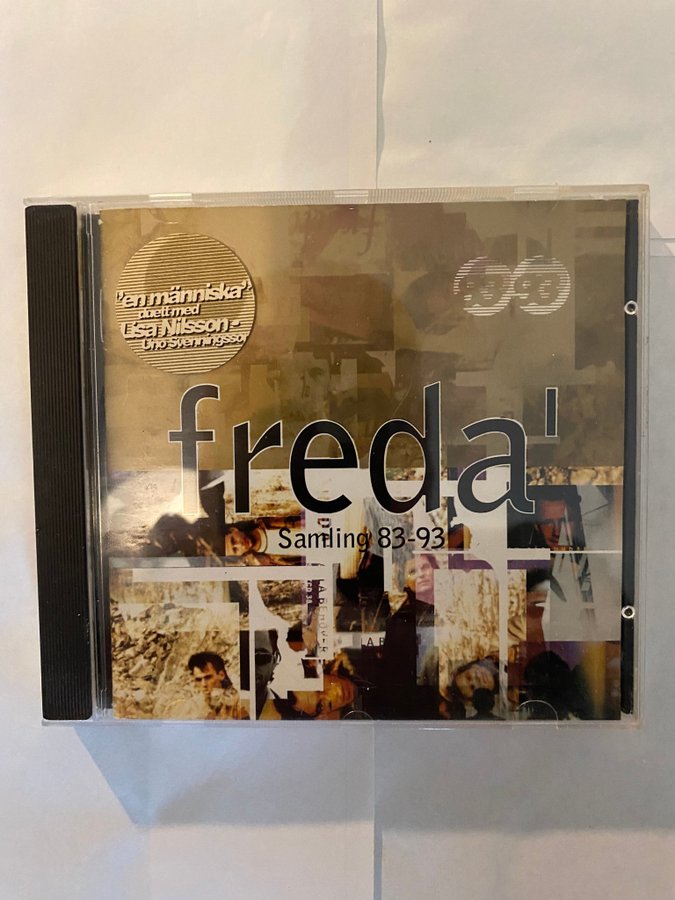 "en människa"
duett med
Lisa Nilsson -
Uno Svenningsson
83 93
freda'
Samling 83-93